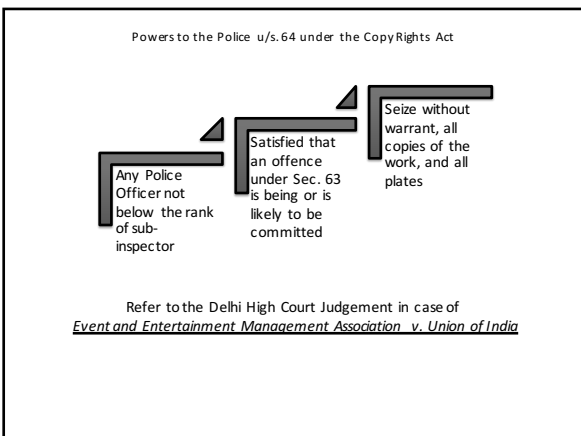 Powers to the Police u/s.64 under the Copy Rights Act
Any Police
Officer not
below the rank
of sub-
inspector
Satisfied that
an offence
under Sec. 63
is being or is
likely to be
committed
Seize without
warrant, all
copies of the
work, and all
plates
Refer to the Delhi High Court Judgement in case of
Event and Entertainment Management Association v. Union of India